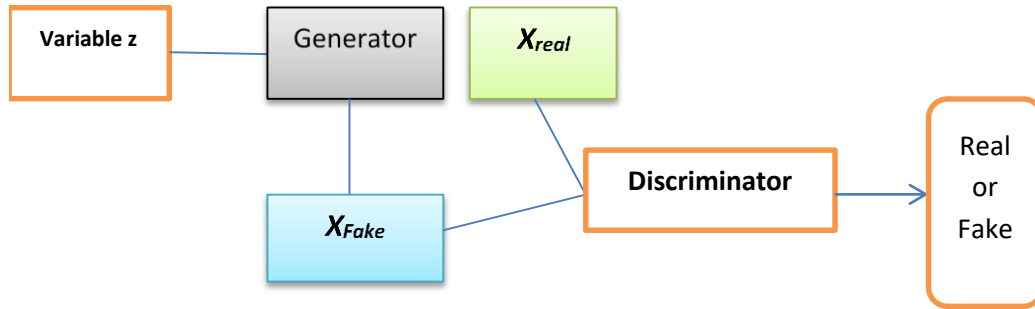 Variable z
Generator
Xreal
XFake
Discriminator
Real
or
Fake